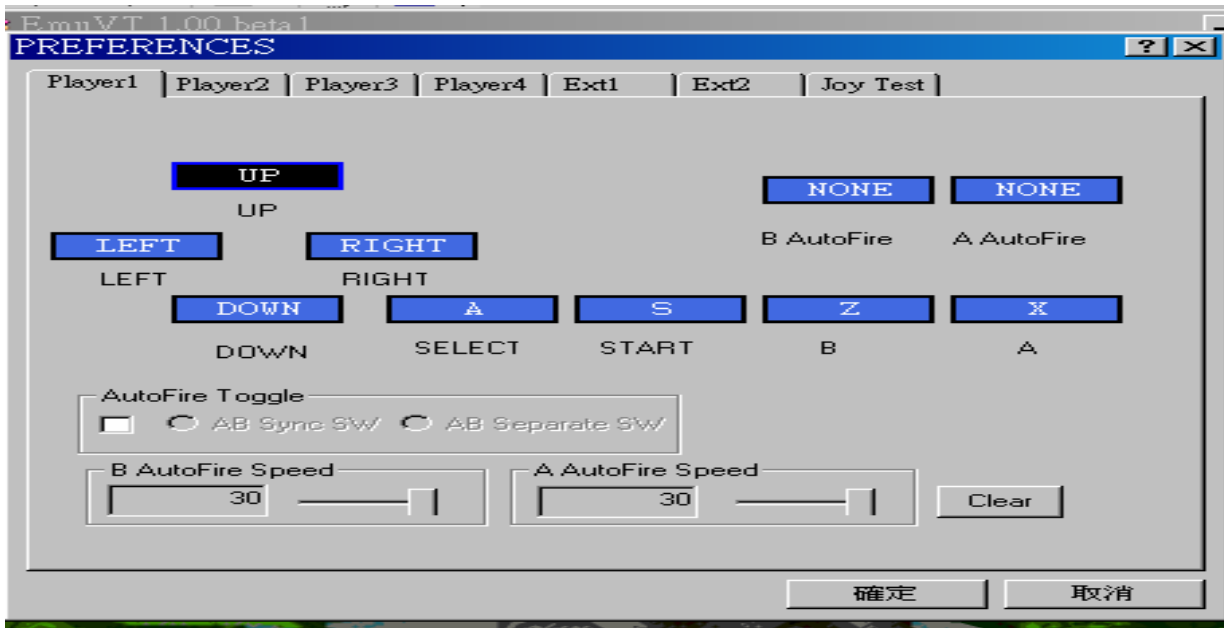 EmuVT 1.00 beta1
PREFERENCES
Player1 Player2 Player3 Player4 Ext1 Ext2 Joy Test
UP
NONE NONE
UP
B AutoFire A AutoFire
LEFT RIGHT
LEFT RIGHT
DOWN A S Z X
DOWN SELECT START B A
AutoFire Toggle
AB Sync SW AB Separate SW
B AutoFire Speed A AutoFire Speed
30 30 Clear
確定 取消